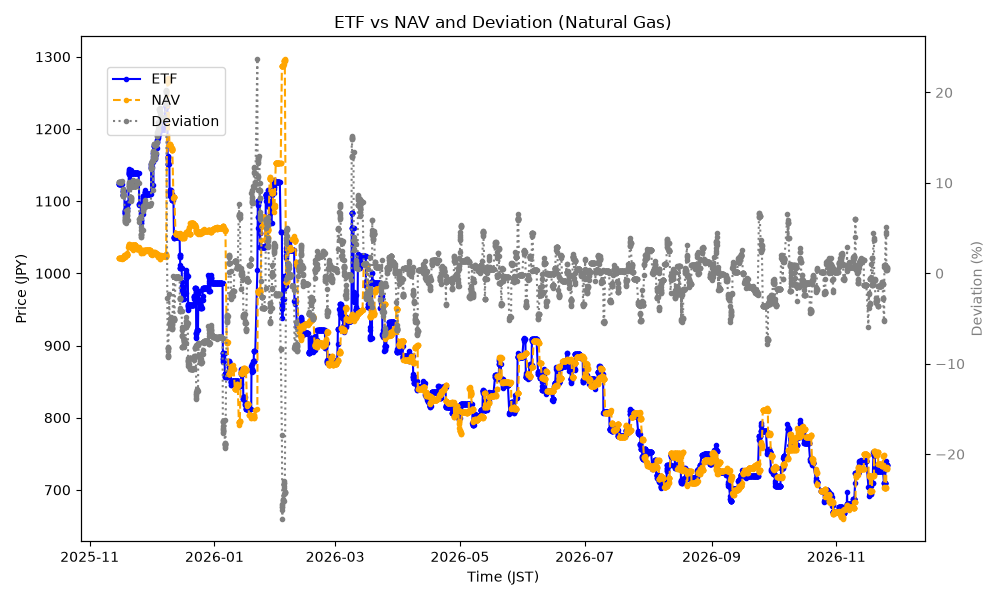 ETF vs NAV and Deviation (Natural Gas)
ETF
NAV
Deviation
Price (JPY)
1300
1200
1100
1000
900
800
700
20
10
0
−10
−20
Deviation (%)
2025-11
2026-01
2026-03
2026-05
2026-07
2026-09
2026-11
Time (JST)